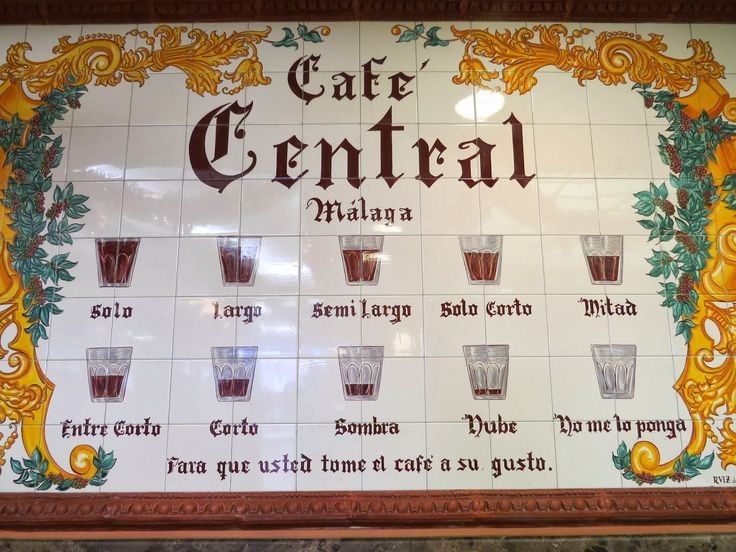 Café
Central
Málaga
Solo Largo Semi Largo Solo Corto Mitad
Entre Corto Corto Sombra Nube No me lo ponga
Para que usted tome el café a su gusto.
RUIZ